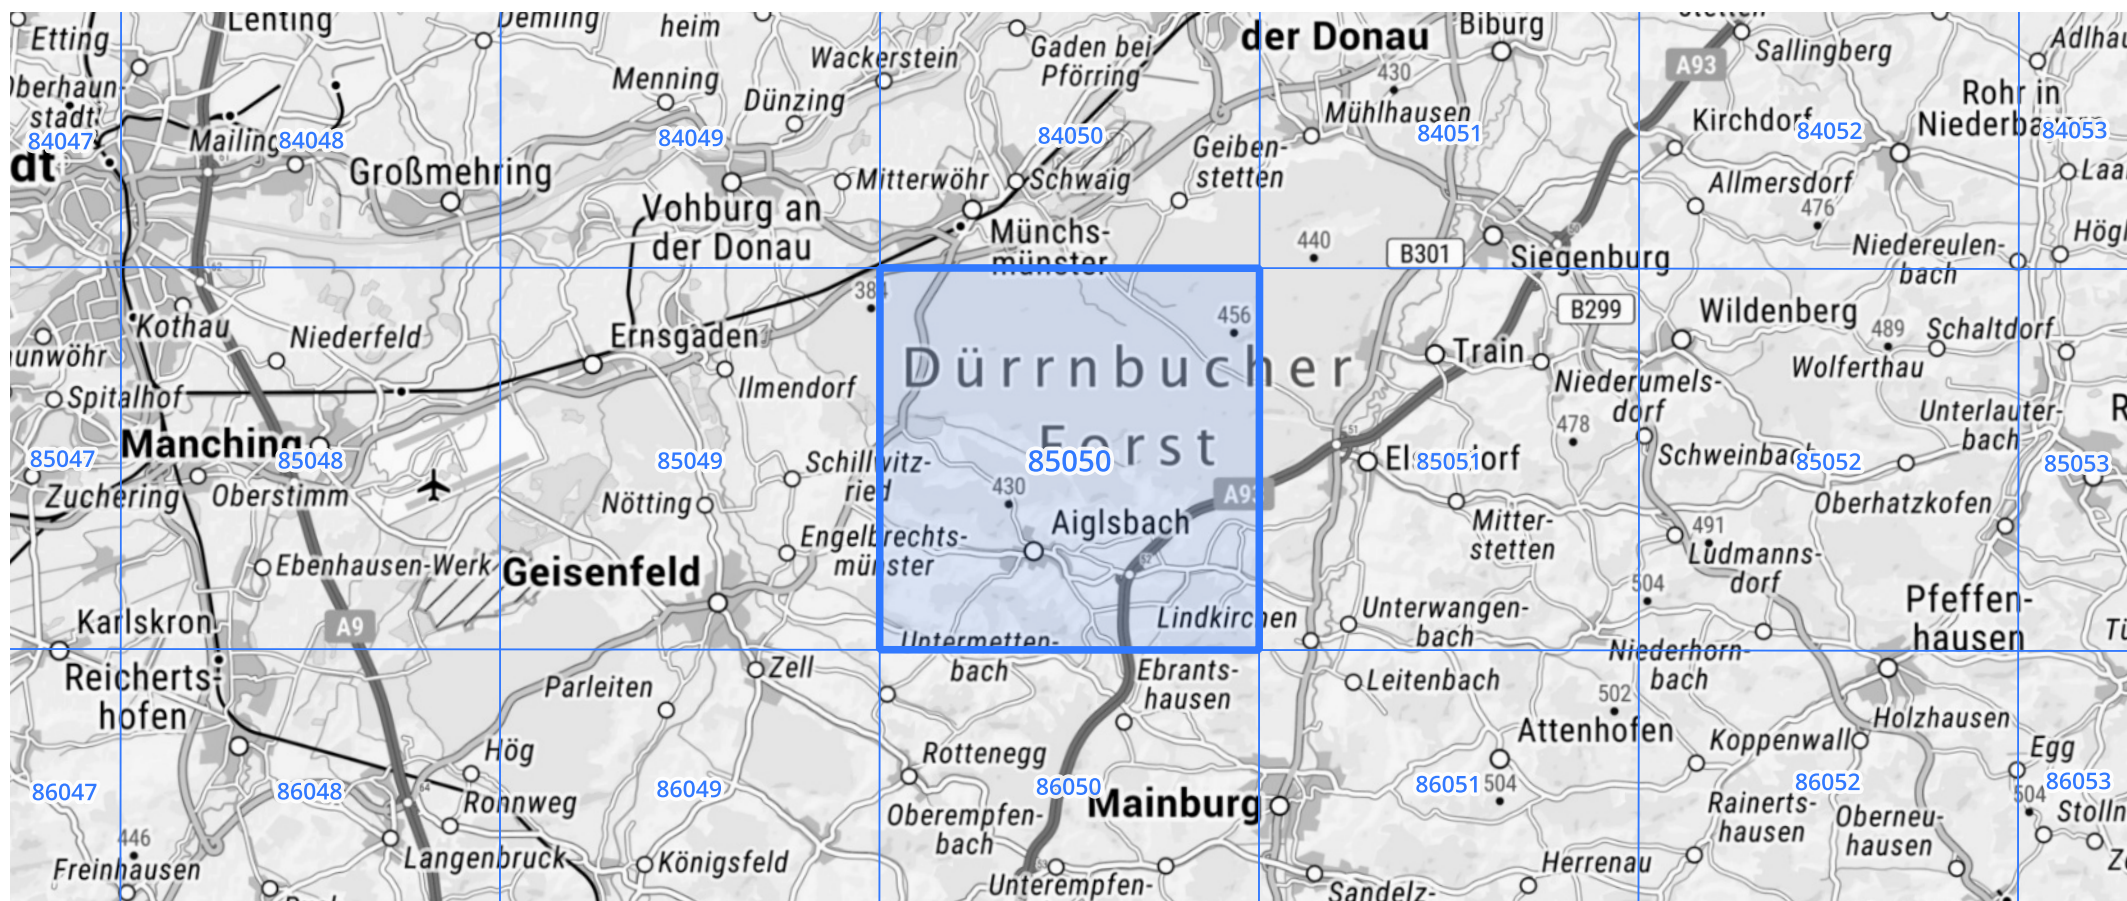 Lenting
Demling
heim
der Donau
Biburg
Etting
Wackerstein
Gaden bei
Pförring
Sallingberg
A93
430
Menning
Dünzing
Mühlhausen
Rohr in
Kirchdorf
stadt
84047
Mailing
84048
84049
84050
84051
84052
84053
dt
Großmehring
Mitterwöhr
Schwaig
Geiben-
stetten
Allmersdorf
476
Vohburg an
der Donau
Münchs-
münster
440
B301
Siegenburg
Niedereulen-
bach
Kothau
Niederfeld
384
456
B299
Wildenberg
489
Schaltdorf
Ernsgaden
Ilmendorf
Dürrnbucher
Forst
Train
Wolferthau
Niederumels-
dorf
478
Unterlauter-
bach
Spitalhof
Manching
85047
85048
85049
85050
85051
85052
85053
Schillwitz-
ried
A93
Schweinbach
Zuchering
Oberstimm
Nötting
430
Aiglsbach
Mitter-
stetten
Oberhatzkofen
491
Engelbrechts-
münster
Ludmanns-
dorf
Ebenhausen-Werk
Geisenfeld
504
Karlskron
A9
Lindkirchen
Unterwangen-
bach
Pfeffen-
hausen
Untermetten-
bach
Zell
Ebrants-
hausen
Leitenbach
Niederhorn-
bach
Reicherts-
hofen
Parleiten
502
Attenhofen
Holzhausen
Hög
Rottenegg
Koppenwall
Egg
86047
86048
86049
86050
86051
504
86052
86053
504
Ronnweg
Mainburg
Oberempfen-
bach
Rainerts-
hausen
Oberneu-
hausen
446
Freinhausen
Langenbruck
Königsfeld
Unterempfen-
Herrenau
Sandelz-